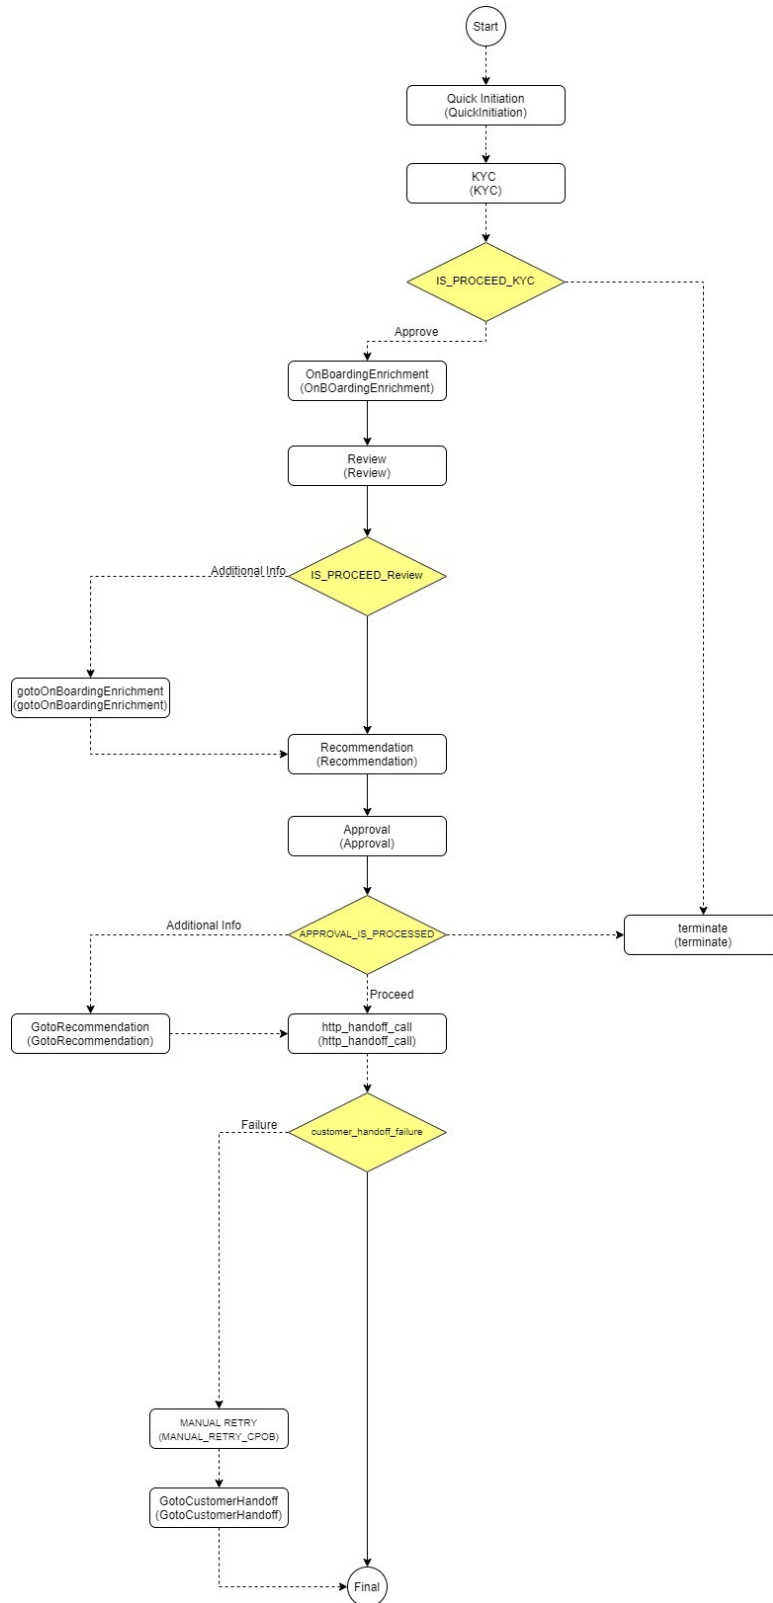 Start
Quick Initiation
(QuickInitiation)
KYC
(KYC)
IS_PROCEED_KYC
Approve
OnBoardingEnrichment
(OnBOardingEnrichment)
Review
(Review)
Additional Info
IS_PROCEED_Review
gotoOnBoardingEnrichment
(gotoOnBoardingEnrichment)
Recommendation
(Recommendation)
Approval
(Approval)
Additional Info
APPROVAL_IS_PROCESSED
terminate
(terminate)
Proceed
GotoRecommendation
(GotoRecommendation)
http_handoff_call
(http_handoff_call)
Failure
customer_handoff_failure
MANUAL RETRY
(MANUAL_RETRY_CPOB)
GotoCustomerHandoff
(GotoCustomerHandoff)
Final